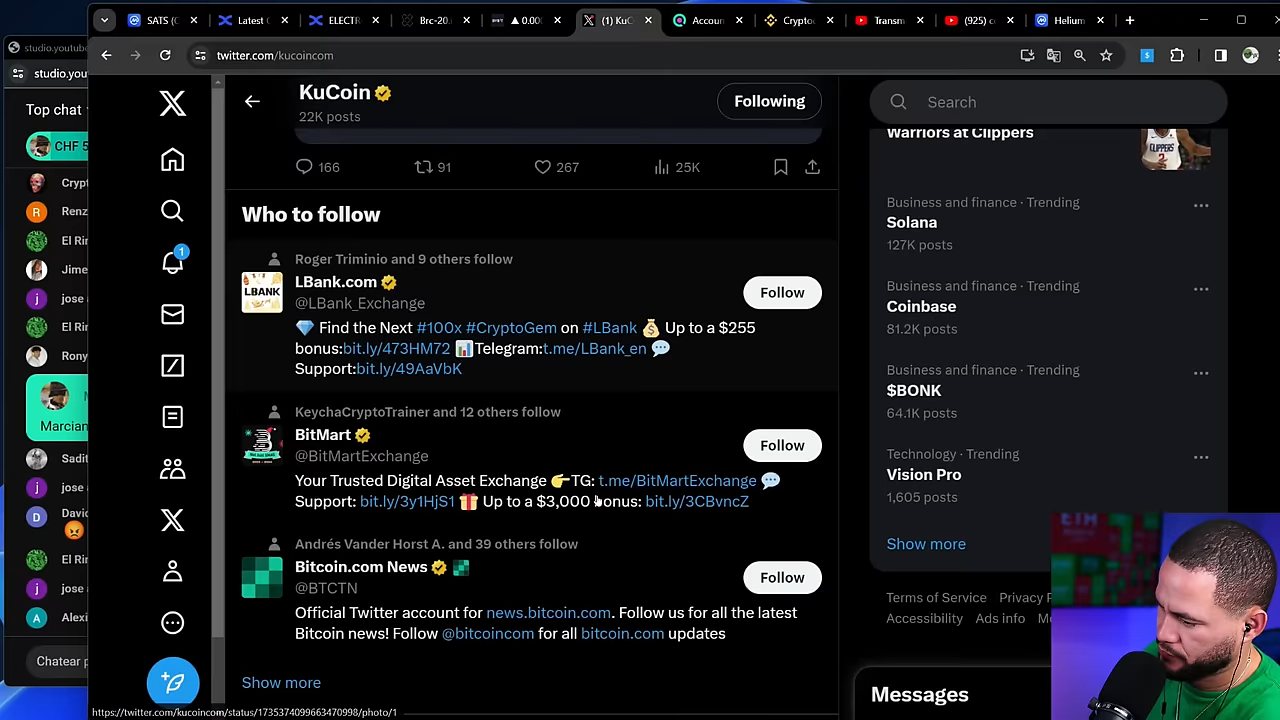 SATS (
Latest
ELECTR
Brc-20.
▲ 0.00
(1) KuC
Accoun
Crypto
Transm
(925) c
Helium
studio.youtube
twitter.com/kucoincom
studio.you
Top chat
CHF 5
Crypt
Renz
El Rin
Jime
jose
El Rin
Rony
Marcian
Sadit
jose
David
El Rin
jose
Alexi
Chatear p
KuCoin
22K posts
Following
166 91 267 25K
Who to follow
Roger Triminio and 9 others follow
LBANK
LBank.com
@LBank_Exchange
Follow
💎 Find the Next #100x #CryptoGem on #LBank 💰 Up to a $255
bonus:bit.ly/473HM72 📊Telegram:t.me/LBank_en 💬
Support:bit.ly/49AaVbK
KeychaCryptoTrainer and 12 others follow
BitMart
@BitMartExchange
Follow
Your Trusted Digital Asset Exchange 👉TG: t.me/BitMartExchange 💬
Support: bit.ly/3y1HjS1 🎁 Up to a $3,000 bonus: bit.ly/3CBvncZ
Andrés Vander Horst A. and 39 others follow
Bitcoin.com News
@BTCTN
Follow
Official Twitter account for news.bitcoin.com. Follow us for all the latest
Bitcoin news! Follow @bitcoincom for all bitcoin.com updates
Show more
1
Search
Warriors at Clippers
CLIPPERS
Business and finance · Trending
Solana
127K posts
Business and finance · Trending
Coinbase
81.2K posts
Business and finance · Trending
$BONK
64.1K posts
Technology · Trending
Vision Pro
1,605 posts
Show more
Terms of Service Privacy P
Accessibility Ads info M
Messages
https://twitter.com/kucoincom/status/1735374099663470998/photo/1